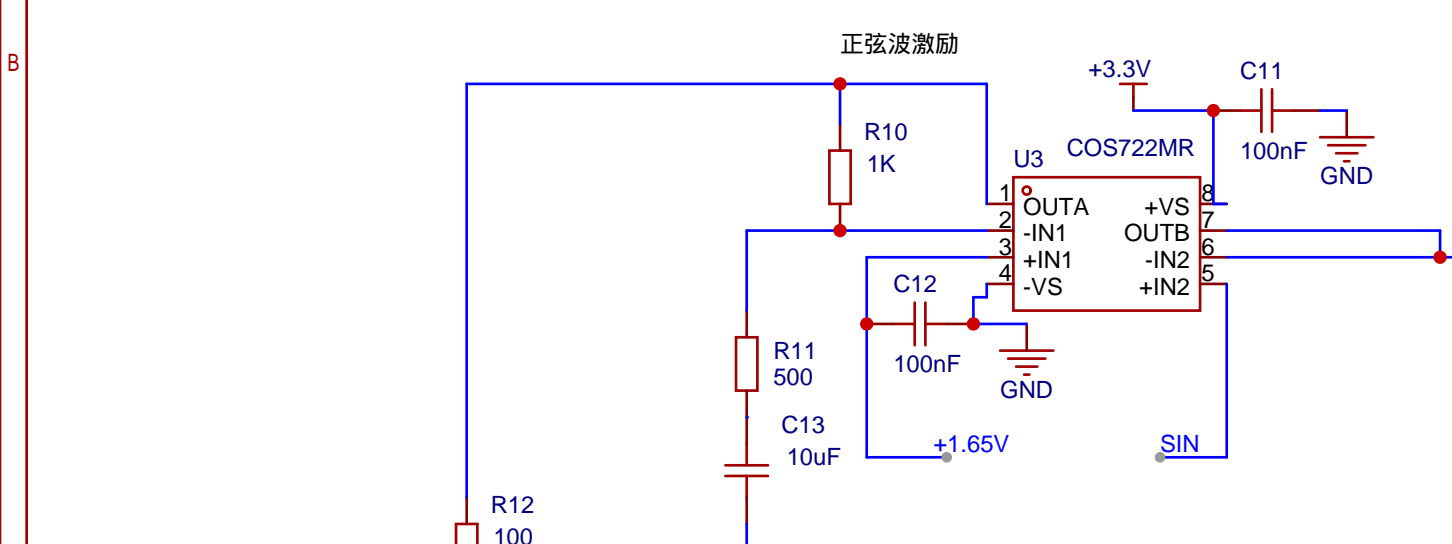 正弦波激励
B
+3.3V
C11
100nF
GND
R10
1K
U3
COS722MR
1
OUTA
+VS
8
2
-IN1
OUTB
7
3
+IN1
-IN2
6
4
-VS
+IN2
5
C12
100nF
GND
R11
500
C13
10uF
+1.65V
SIN
R12
100